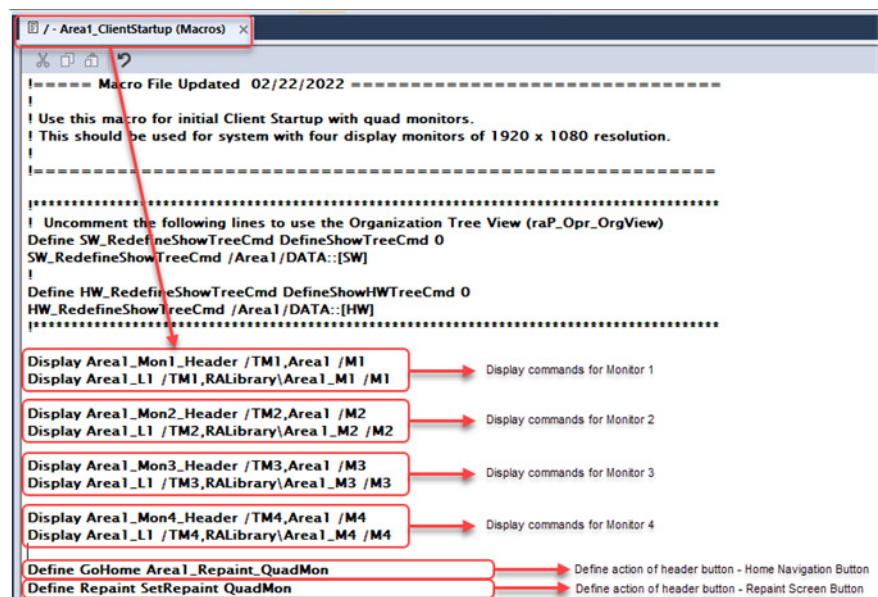 / - Area1_ClientStartup (Macros) ×
!===== Macro File Updated  02/22/2022 ===============================
!
! Use this macro for initial Client Startup with quad monitors.
! This should be used for system with four display monitors of 1920 x 1080 resolution.
!
!=========================================================
!*********************************************************************
!  Uncomment the following lines to use the Organization Tree View (raP_Opr_OrgView)
Define SW_RedefineShowTreeCmd DefineShowTreeCmd 0
SW_RedefineShowTreeCmd /Area1/DATA::[SW]
!
Define HW_RedefineShowTreeCmd DefineShowHWTreeCmd 0
HW_RedefineShowTreeCmd /Area1/DATA::[HW]
!*********************************************************************
Display Area1_Mon1_Header /TM1,Area1 /M1
Display Area1_L1 /TM1,RALibrary\Area1_M1 /M1
Display commands for Monitor 1
Display Area1_Mon2_Header /TM2,Area1 /M2
Display Area1_L1 /TM2,RALibrary\Area1_M2 /M2
Display commands for Monitor 2
Display Area1_Mon3_Header /TM3,Area1 /M3
Display Area1_L1 /TM3,RALibrary\Area1_M3 /M3
Display commands for Monitor 3
Display Area1_Mon4_Header /TM4,Area1 /M4
Display Area1_L1 /TM4,RALibrary\Area1_M4 /M4
Display commands for Monitor 4
Define GoHome Area1_Repaint_QuadMon
Define action of header button - Home Navigation Button
Define Repaint SetRepaint QuadMon
Define action of header button - Repaint Screen Button